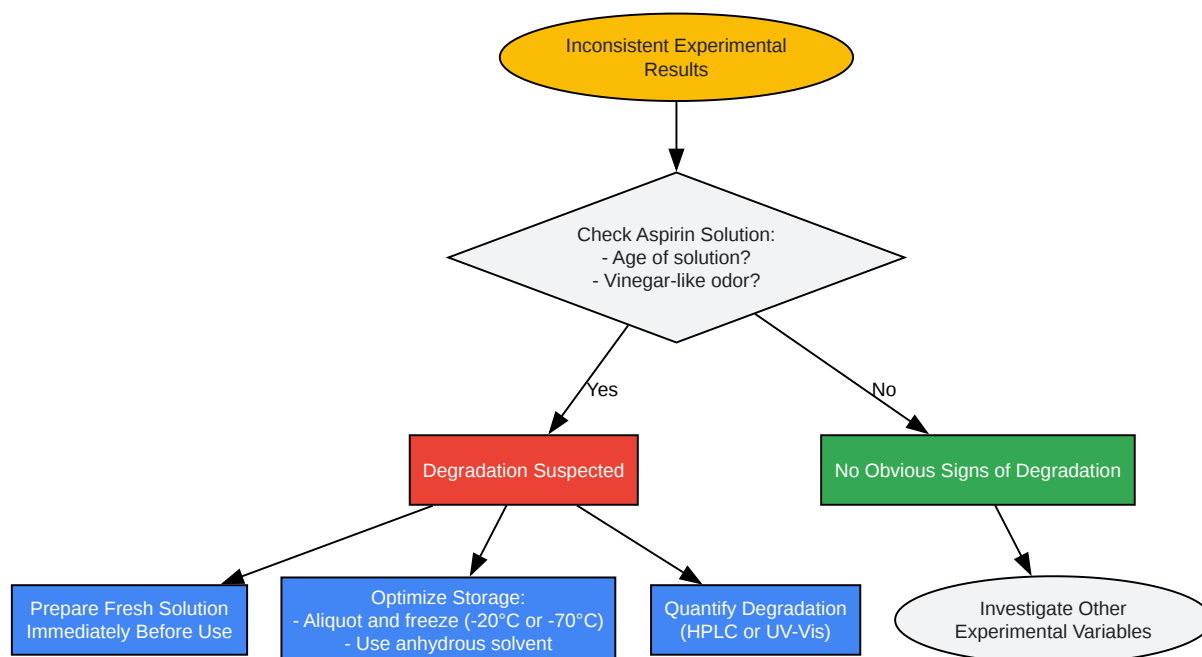 Inconsistent Experimental
Results
Check Aspirin Solution:
- Age of solution?
- Vinegar-like odor?
Yes
No
Degradation Suspected
No Obvious Signs of Degradation
Prepare Fresh Solution
Immediately Before Use
Optimize Storage:
- Aliquot and freeze (-20°C or -70°C)
- Use anhydrous solvent
Quantify Degradation
(HPLC or UV-Vis)
Investigate Other
Experimental Variables